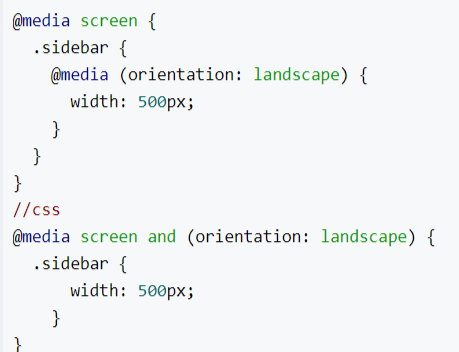 @media screen {
.sidebar {
@media (orientation: landscape) {
width: 500px;
}
}
}
//css
@media screen and (orientation: landscape) {
.sidebar {
width: 500px;
}
}